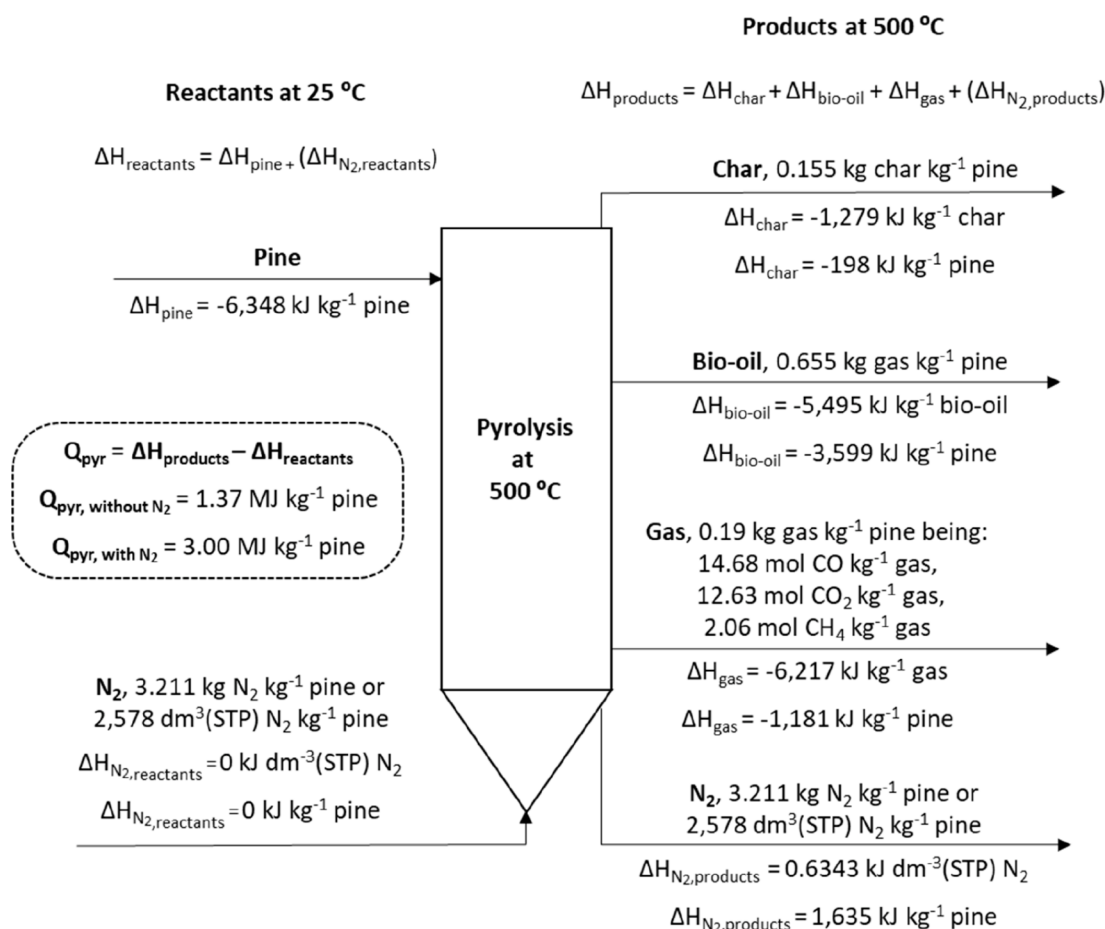 Products at 500 °C
Reactants at 25 °C
ΔH_products = ΔH_char + ΔH_bio-oil + ΔH_gas + (ΔH_N₂,products)
ΔH_reactants = ΔH_pine + (ΔH_N₂,reactants)
Char, 0.155 kg char kg⁻¹ pine
ΔH_char = -1,279 kJ kg⁻¹ char
ΔH_char = -198 kJ kg⁻¹ pine
Pine
ΔH_pine = -6,348 kJ kg⁻¹ pine
Bio-oil, 0.655 kg gas kg⁻¹ pine
ΔH_bio-oil = -5,495 kJ kg⁻¹ bio-oil
ΔH_bio-oil = -3,599 kJ kg⁻¹ pine
Pyrolysis
at
500 °C
Q_pyr = ΔH_products – ΔH_reactants
Q_pyr, without N₂ = 1.37 MJ kg⁻¹ pine
Q_pyr, with N₂ = 3.00 MJ kg⁻¹ pine
Gas, 0.19 kg gas kg⁻¹ pine being:
14.68 mol CO kg⁻¹ gas,
12.63 mol CO₂ kg⁻¹ gas,
2.06 mol CH₄ kg⁻¹ gas
ΔH_gas = -6,217 kJ kg⁻¹ gas
ΔH_gas = -1,181 kJ kg⁻¹ pine
N₂, 3.211 kg N₂ kg⁻¹ pine or
2,578 dm³(STP) N₂ kg⁻¹ pine
ΔH_N₂,reactants =0 kJ dm⁻³(STP) N₂
ΔH_N₂,reactants =0 kJ kg⁻¹ pine
N₂, 3.211 kg N₂ kg⁻¹ pine or
2,578 dm³(STP) N₂ kg⁻¹ pine
ΔH_N₂,products = 0.6343 kJ dm⁻³(STP) N₂
ΔH_N₂,products = 1,635 kJ kg⁻¹ pine